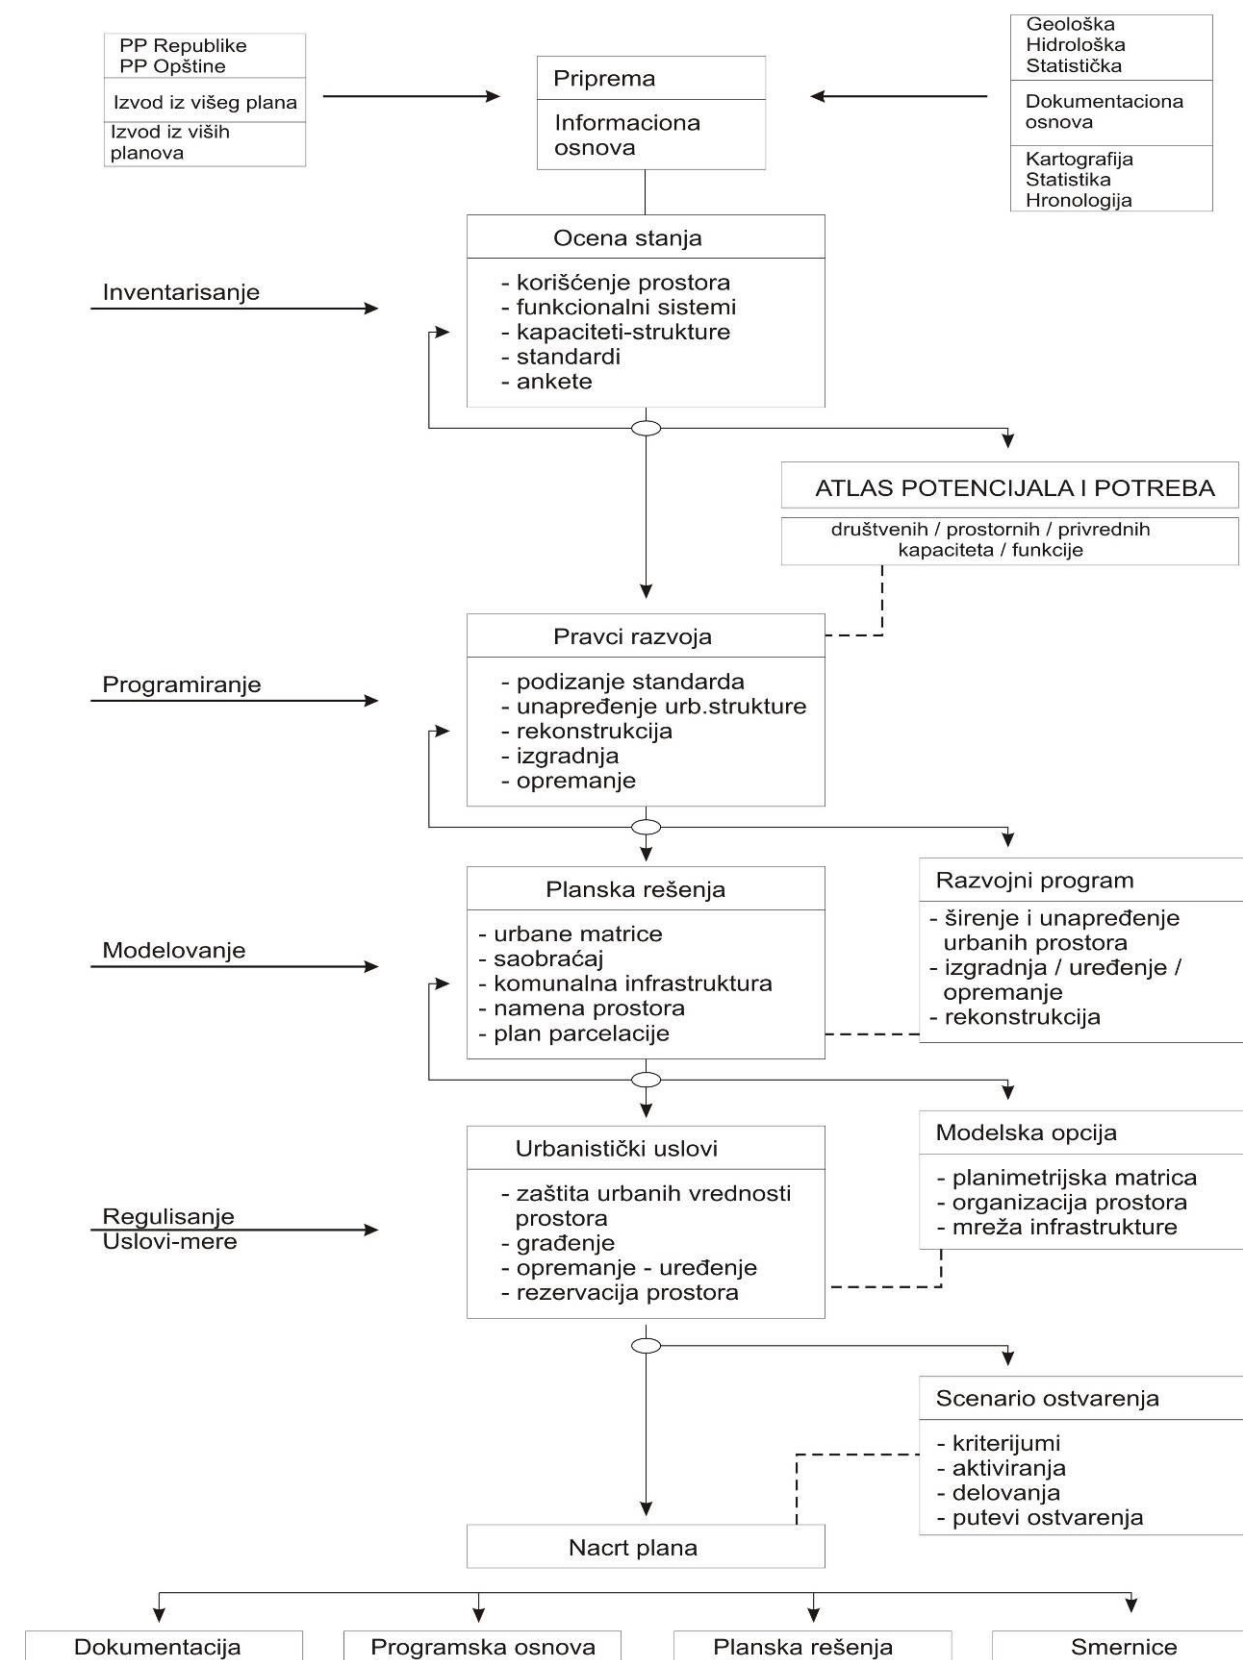 PP Republike
PP Opštine
Izvod iz višeg plana
Izvod iz viših
planova
Priprema
Informaciona
osnova
Geološka
Hidrološka
Statistička
Dokumentaciona
osnova
Kartografija
Statistika
Hronologija
Ocena stanja
- korišćenje prostora
- funkcionalni sistemi
- kapaciteti-strukture
- standardi
- ankete
Inventarisanje
ATLAS POTENCIJALA I POTREBA
društvenih / prostornih / privrednih
kapaciteta / funkcije
Pravci razvoja
- podizanje standarda
- unapređenje urb.strukture
- rekonstrukcija
- izgradnja
- opremanje
Programiranje
Planska rešenja
- urbane matrice
- saobraćaj
- komunalna infrastruktura
- namena prostora
- plan parcelacije
Modelovanje
Razvojni program
- širenje i unapređenje
urbanih prostora
- izgradnja / uređenje /
opremanje
- rekonstrukcija
Urbanistički uslovi
- zaštita urbanih vrednosti
prostora
- građenje
- opremanje - uređenje
- rezervacija prostora
Regulisanje
Uslovi-mere
Modelska opcija
- planimetrijska matrica
- organizacija prostora
- mreža infrastrukture
Scenario ostvarenja
- kriterijumi
- aktiviranja
- delovanja
- putevi ostvarenja
Nacrt plana
Dokumentacija
Programska osnova
Planska rešenja
Smernice